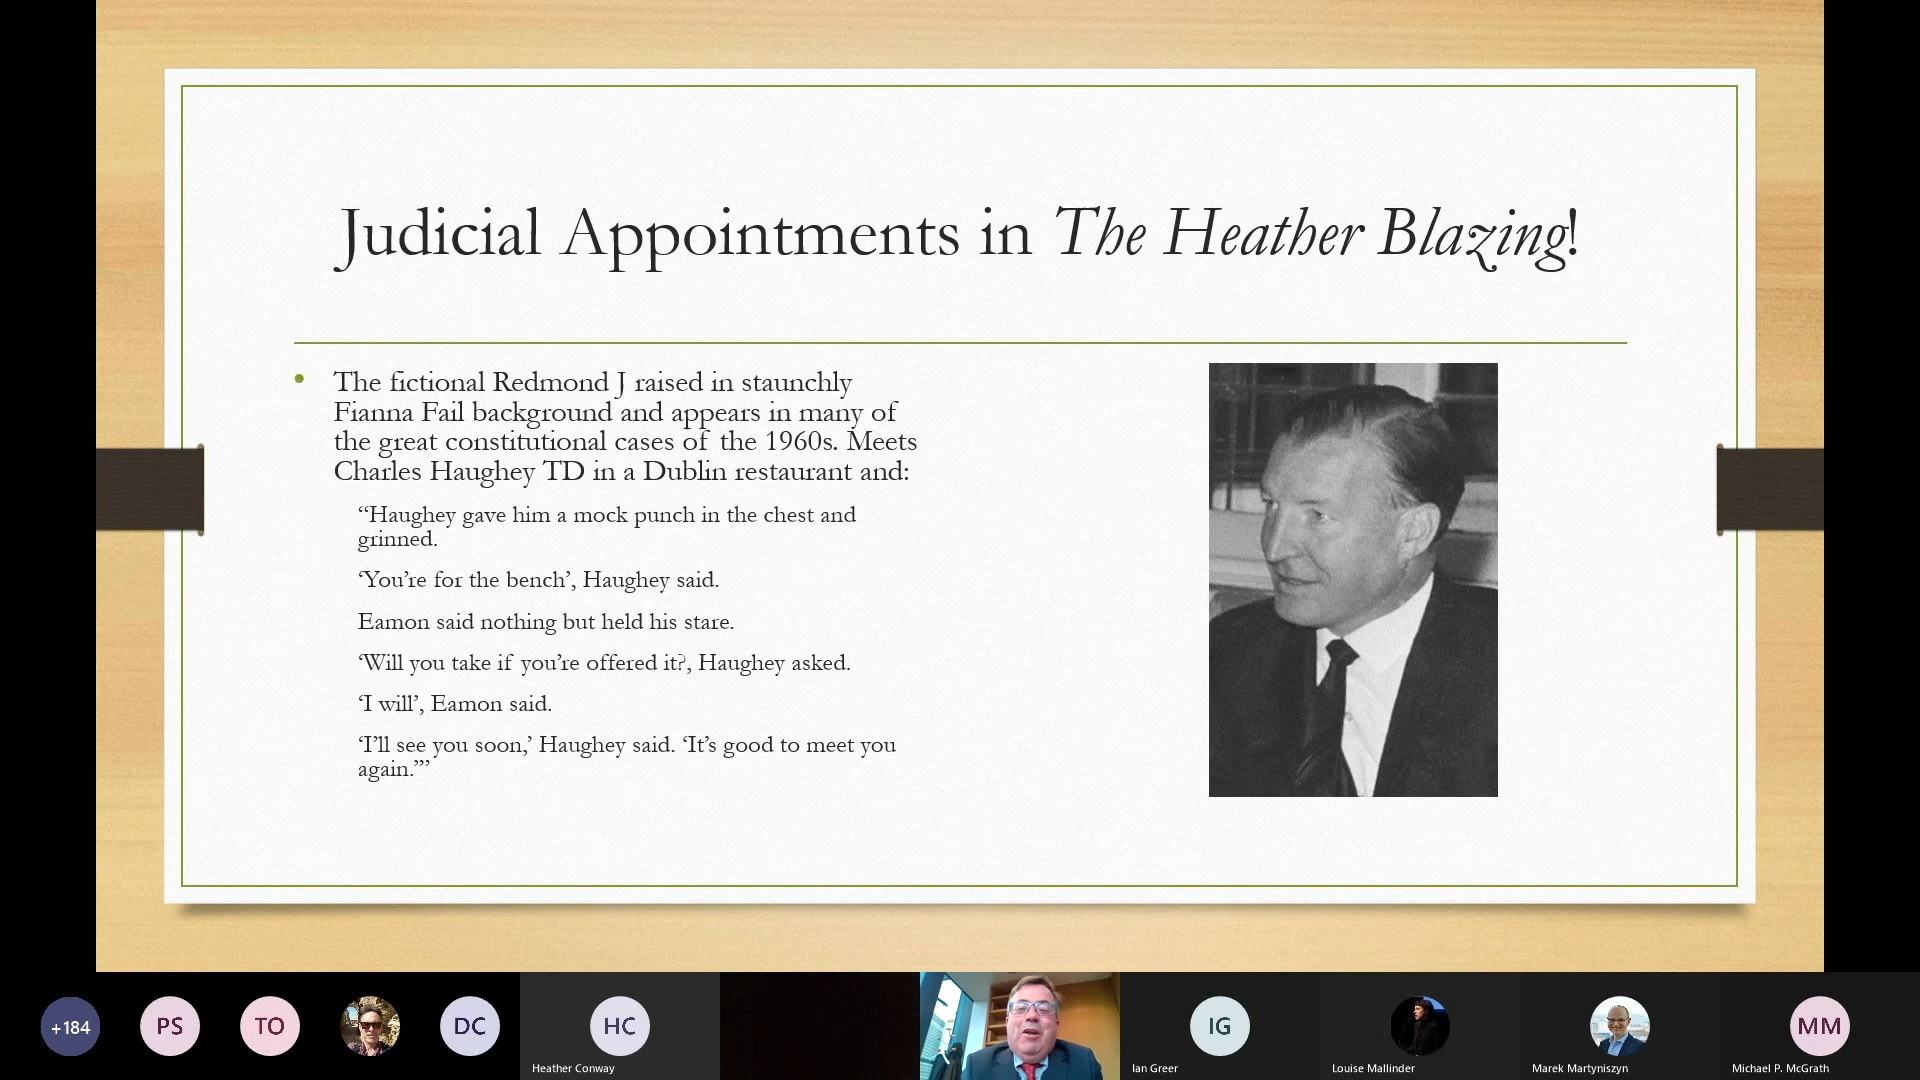 Judicial Appointments in The Heather Blazing!
• The fictional Redmond J raised in staunchly
Fianna Fail background and appears in many of
the great constitutional cases of the 1960s. Meets
Charles Haughey TD in a Dublin restaurant and:
“Haughey gave him a mock punch in the chest and
grinned.
‘You’re for the bench’, Haughey said.
Eamon said nothing but held his stare.
‘Will you take if you’re offered it?, Haughey asked.
‘I will’, Eamon said.
‘I’ll see you soon,’ Haughey said. ‘It’s good to meet you
again.’”
+184
PS
TO
DC
HC
Heather Conway
IG
Ian Greer
Louise Mallinder
Marek Martyniszyn
MM
Michael P. McGrath